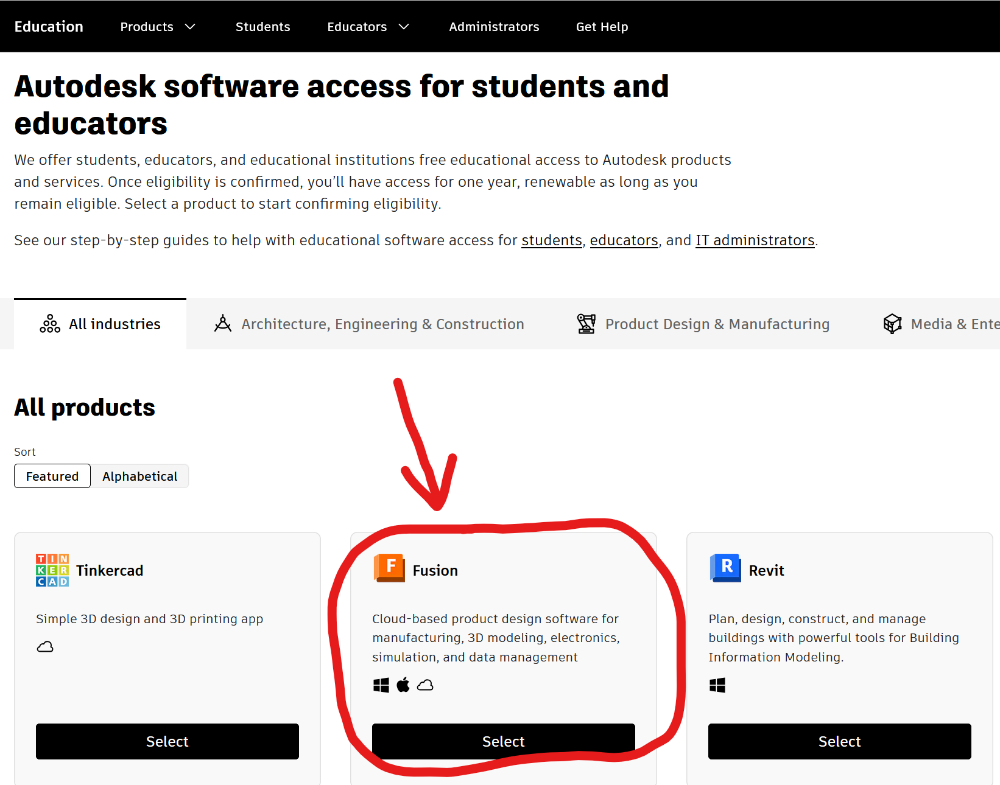 Education Products Students Educators Administrators Get Help
Autodesk software access for students and
educators
We offer students, educators, and educational institutions free educational access to Autodesk products
and services. Once eligibility is confirmed, you’ll have access for one year, renewable as long as you
remain eligible. Select a product to start confirming eligibility.
See our step-by-step guides to help with educational software access for students, educators, and IT administrators.
All industries Architecture, Engineering & Construction Product Design & Manufacturing Media & Ente
All products
Sort
Featured Alphabetical
TIN
KER
CAD
Tinkercad
Simple 3D design and 3D printing app
Select
F Fusion
Cloud-based product design software for
manufacturing, 3D modeling, electronics,
simulation, and data management
Select
R Revit
Plan, design, construct, and manage
buildings with powerful tools for Building
Information Modeling.
Select